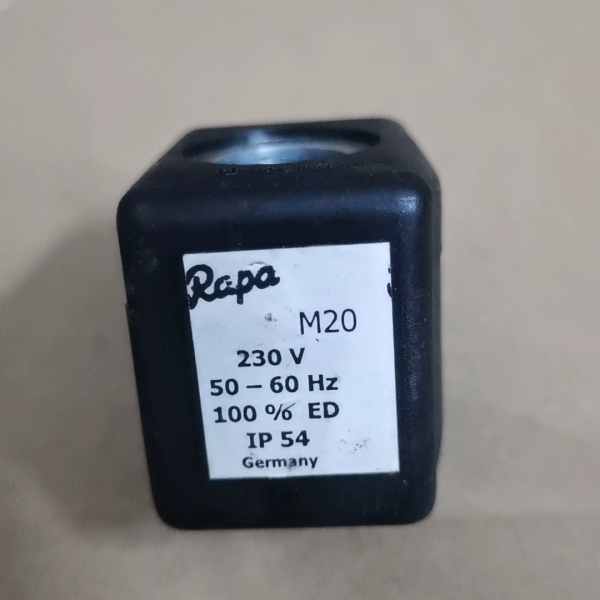 Rapa
M20
230 V
50 – 60 Hz
100 % ED
IP 54
Germany